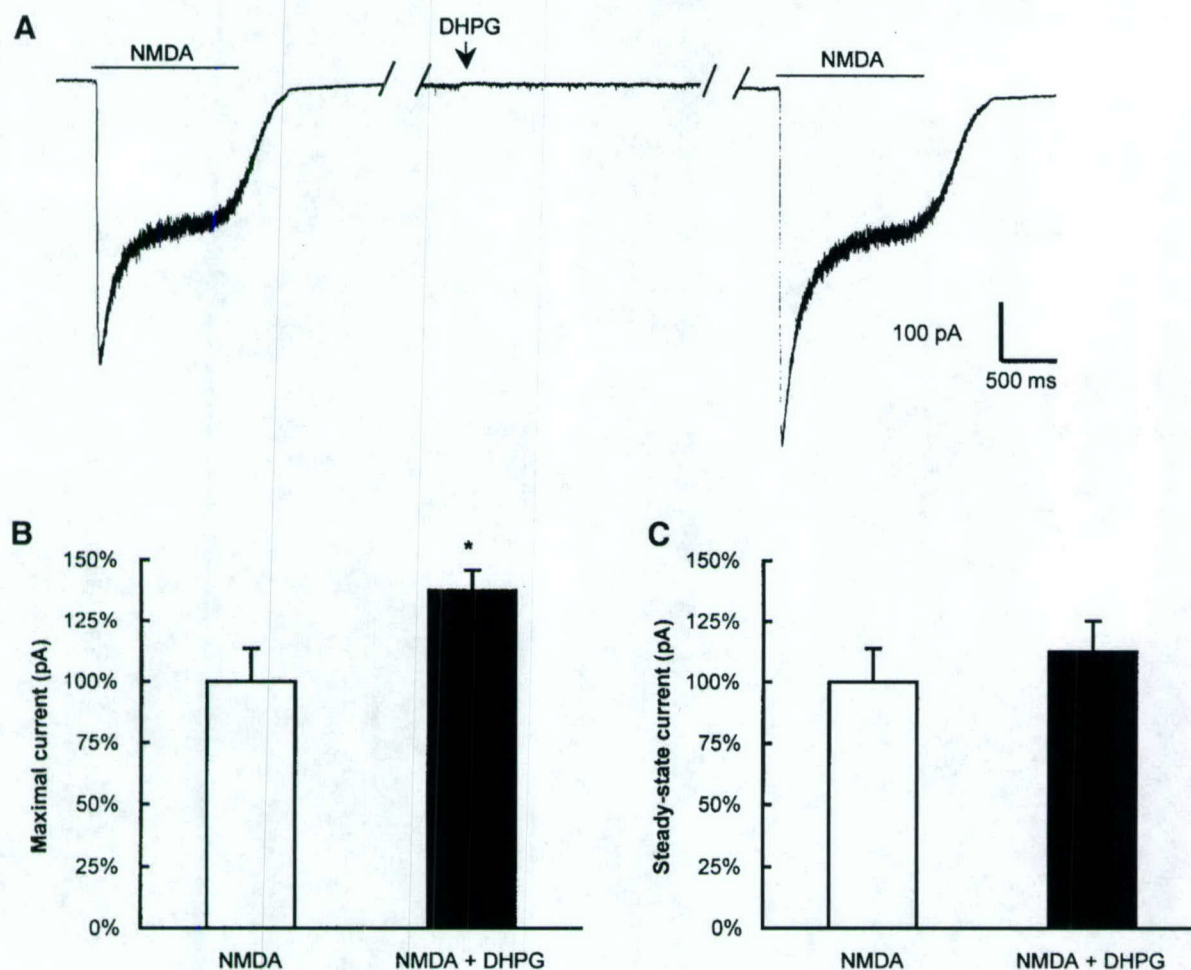 A
DHPG
NMDA
NMDA
100 pA
500 ms
B
*
150%
125%
100%
75%
50%
25%
0%
Maximal current (pA)
NMDA
NMDA + DHPG
C
150%
125%
100%
75%
50%
25%
0%
Steady-state current (pA)
NMDA
NMDA + DHPG